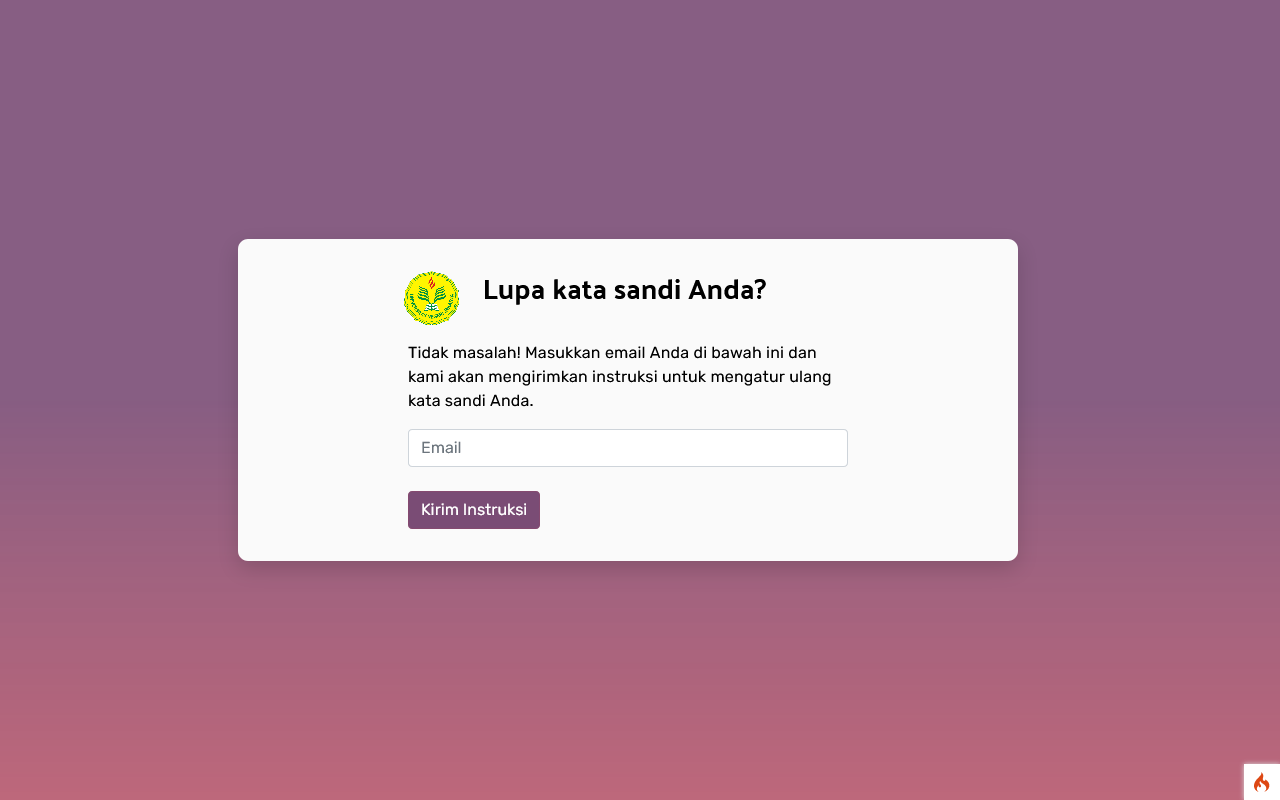 Lupa kata sandi Anda?
Tidak masalah! Masukkan email Anda di bawah ini dan
kami akan mengirimkan instruksi untuk mengatur ulang
kata sandi Anda.
Email
Kirim Instruksi